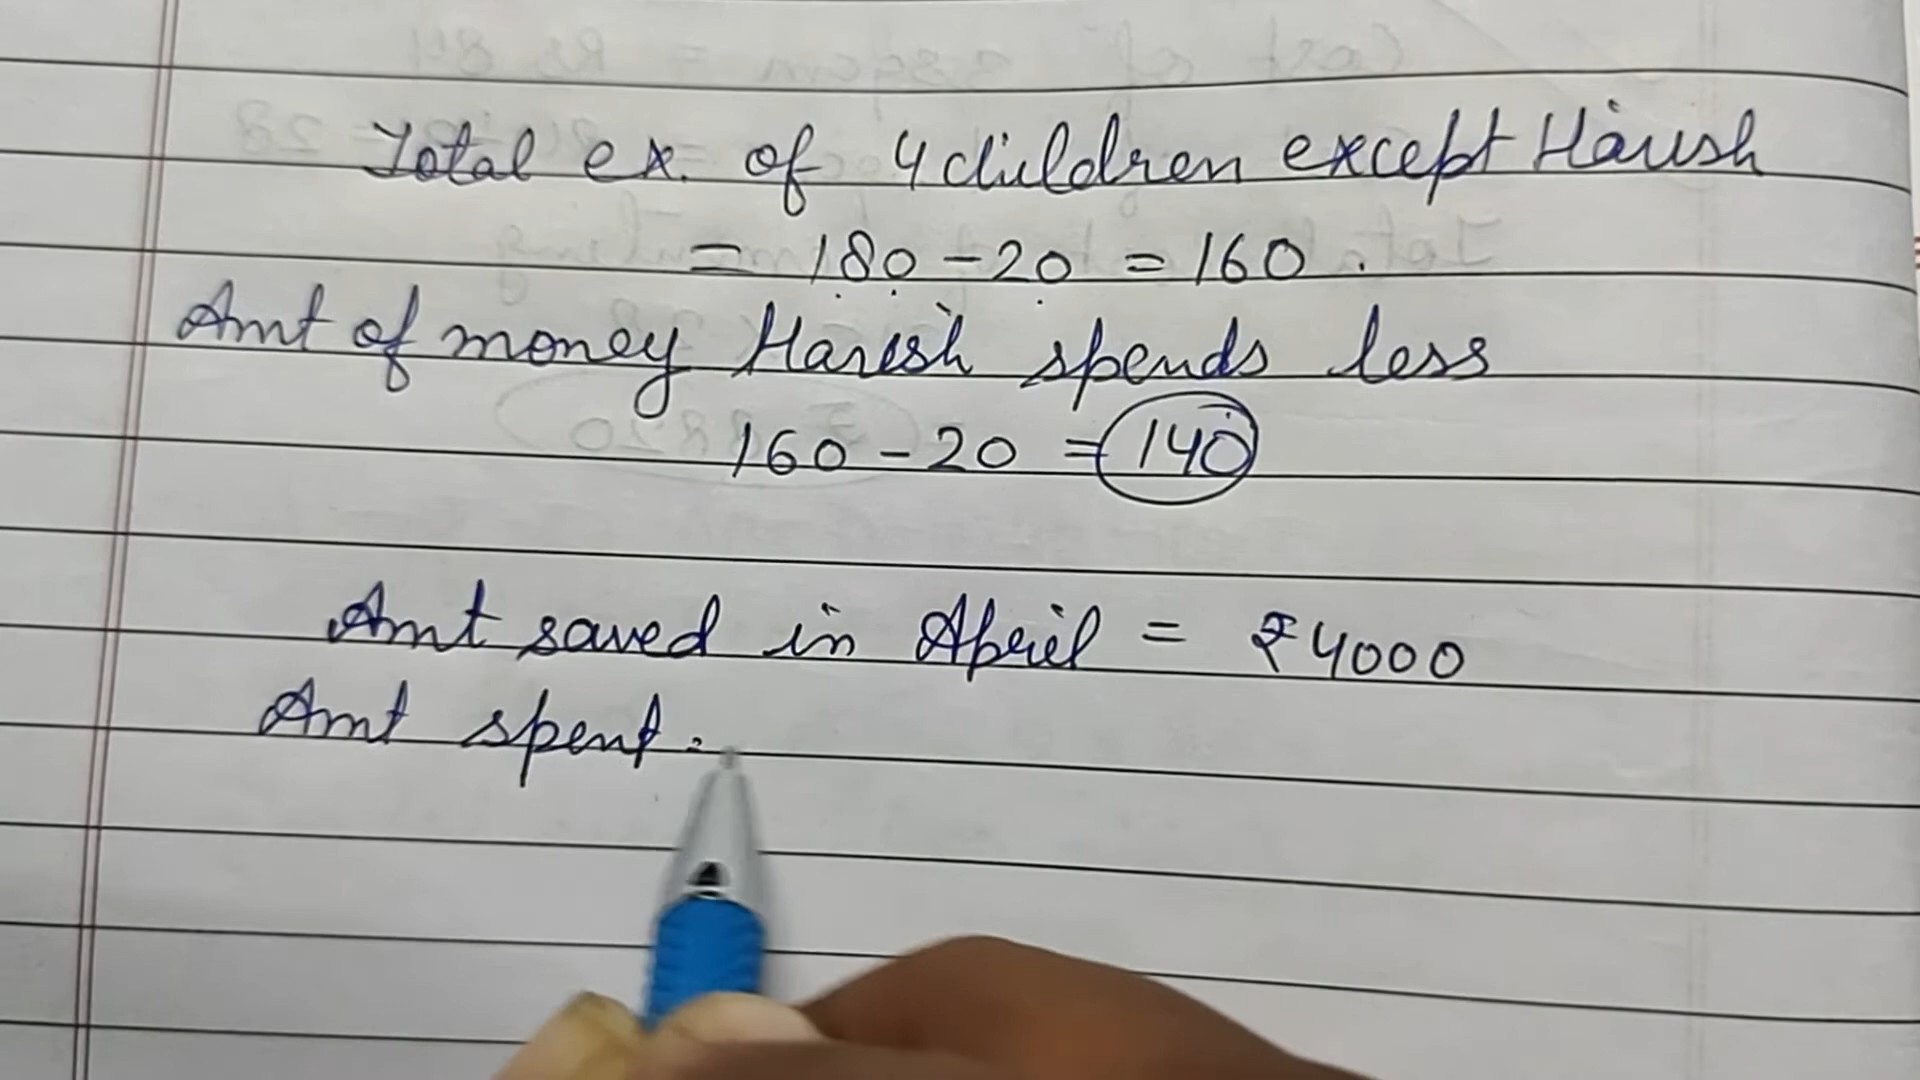 Total ex. of 4 children except Harish
= 180 - 20 = 160.
Amt of money Harish spends less
160 - 20 = 140
Amt saved in April = ₹4000
Amt spent